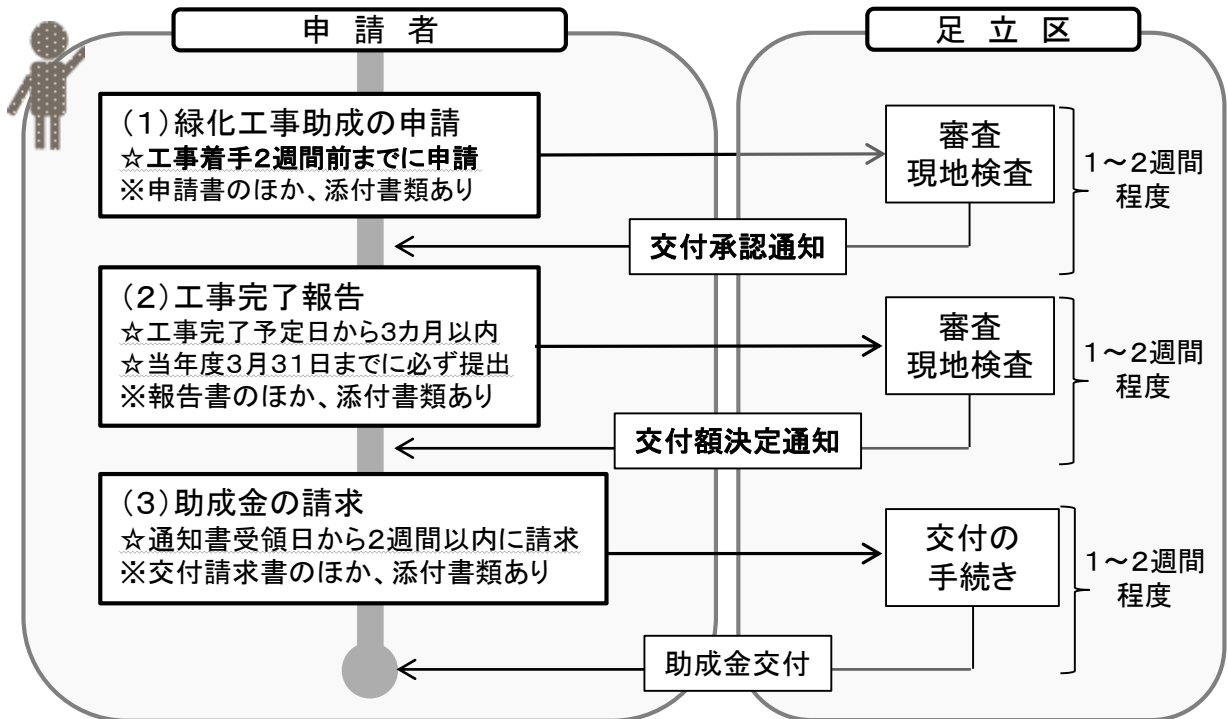 申請者
足立区
(1)緑化工事助成の申請
☆工事着手2週間前までに申請
※申請書のほか、添付書類あり
審査
現地検査
1~2週間
程度
交付承認通知
(2)工事完了報告
☆工事完了予定日から3カ月以内
☆当年度3月31日までに必ず提出
※報告書のほか、添付書類あり
審査
現地検査
1~2週間
程度
交付額決定通知
(3)助成金の請求
☆通知書受領日から2週間以内に請求
※交付請求書のほか、添付書類あり
交付の
手続き
1~2週間
程度
助成金交付